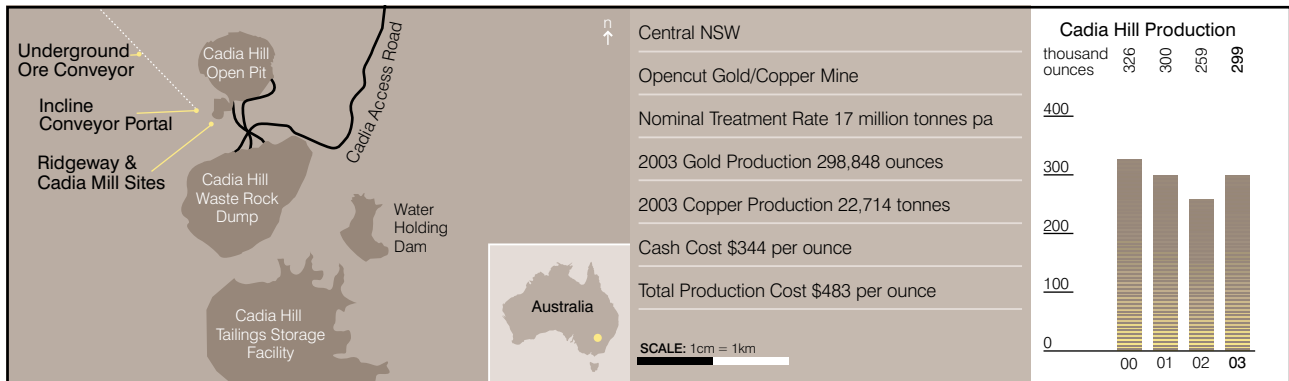 Underground
Ore Conveyor
Incline
Conveyor Portal
Ridgeway &
Cadia Mill Sites
Cadia Hill
Open Pit
Cadia Access Road
n
Cadia Hill
Waste Rock
Dump
Water
Holding
Dam
Cadia Hill
Tailings Storage
Facility
Australia
Central NSW
Opencut Gold/Copper Mine
Nominal Treatment Rate 17 million tonnes pa
2003 Gold Production 298,848 ounces
2003 Copper Production 22,714 tonnes
Cash Cost $344 per ounce
Total Production Cost $483 per ounce
SCALE: 1cm = 1km
Cadia Hill Production
thousand
ounces
326 300 259 299
400
300
200
100
0
00 01 02 03